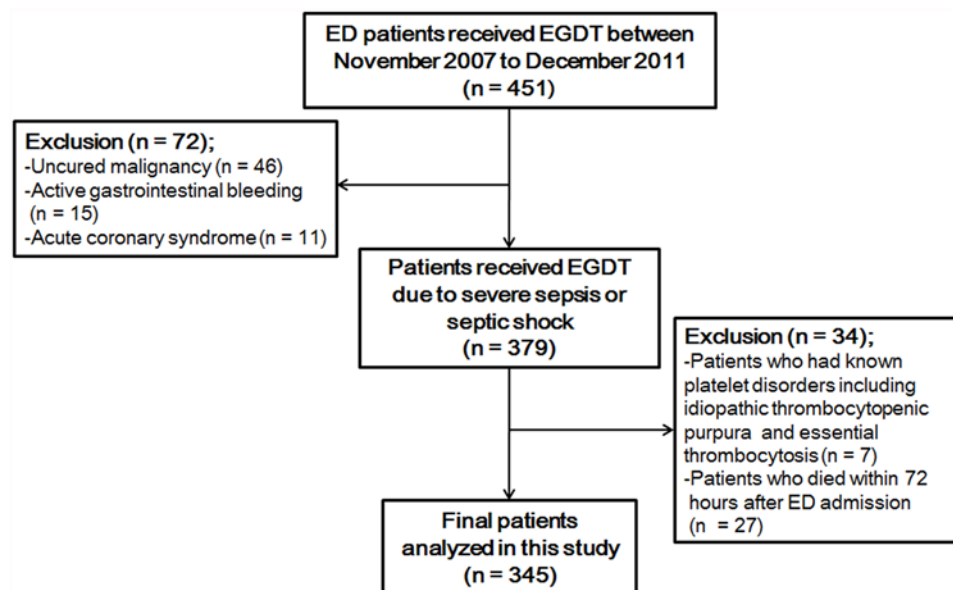 ED patients received EGDT between
November 2007 to December 2011
(n = 451)
Exclusion (n = 72);
-Uncured malignancy (n = 46)
-Active gastrointestinal bleeding
(n = 15)
-Acute coronary syndrome (n = 11)
Patients received EGDT
due to severe sepsis or
septic shock
(n = 379)
Exclusion (n = 34);
-Patients who had known
platelet disorders including
idiopathic thrombocytopenic
purpura and essential
thrombocytosis (n = 7)
-Patients who died within 72
hours after ED admission
(n = 27)
Final patients
analyzed in this study
(n = 345)